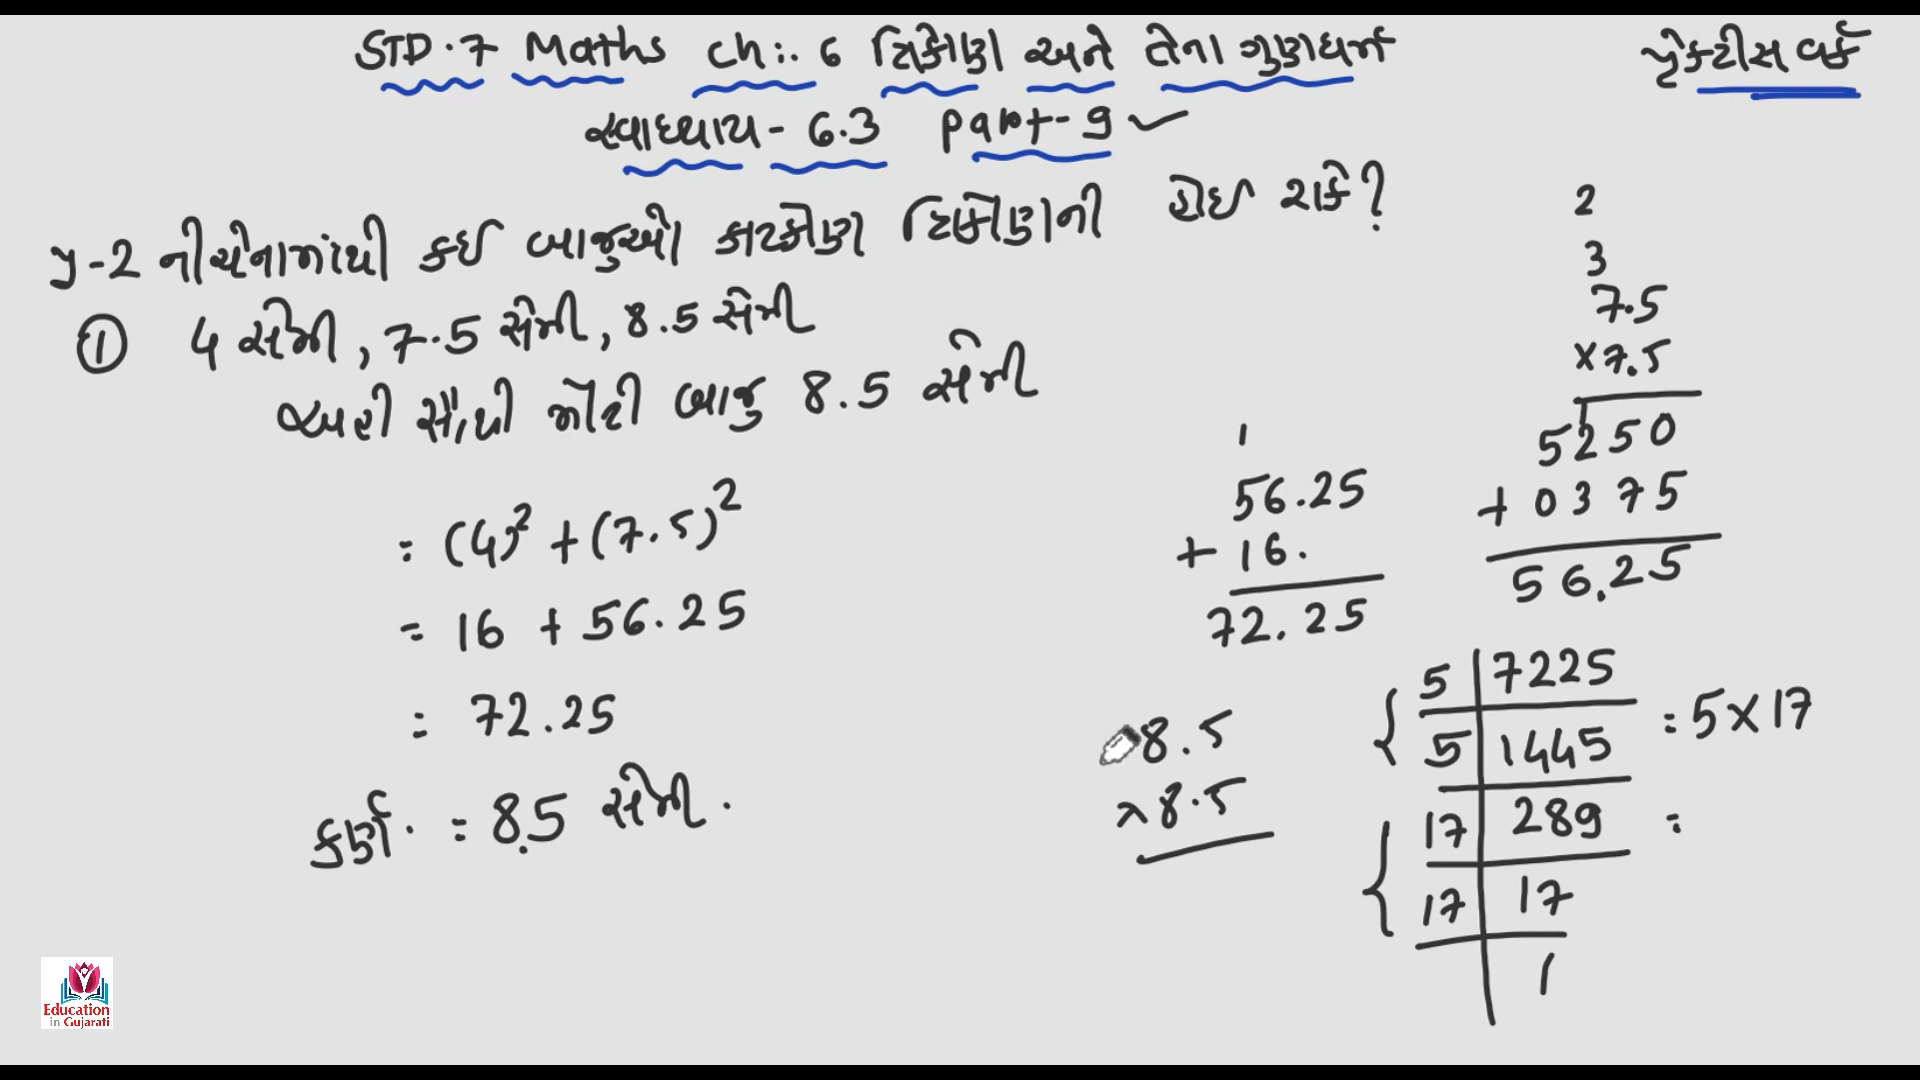 STD.7 Maths Ch:. 6 ત્રિકોણ અને તેના ગુણધર્મ
પ્રેક્ટીસ વર્ક
સ્વાધ્યાય - 6.3 Part-9
પ્ર-2 નીચેનામાંથી કઈ બાજુઓ કાટકોણ ત્રિકોણની હોઈ શકે?
① 4 સેમી, 7.5 સેમી, 8.5 સેમી
અહી સૌથી મોટી બાજુ 8.5 સેમી
= (4)² + (7.5)²
= 16 + 56.25
= 72.25
કર્ણ. = 8.5 સેમી.
1
56.25
+ 16.
72.25
8.5
×8.5
2
3
7.5
×7.5
1
5250
+ 0375
56.25
5 | 7225
5 | 1445 = 5×17
17 | 289 =
17 | 17
1
Education
in Gujarati